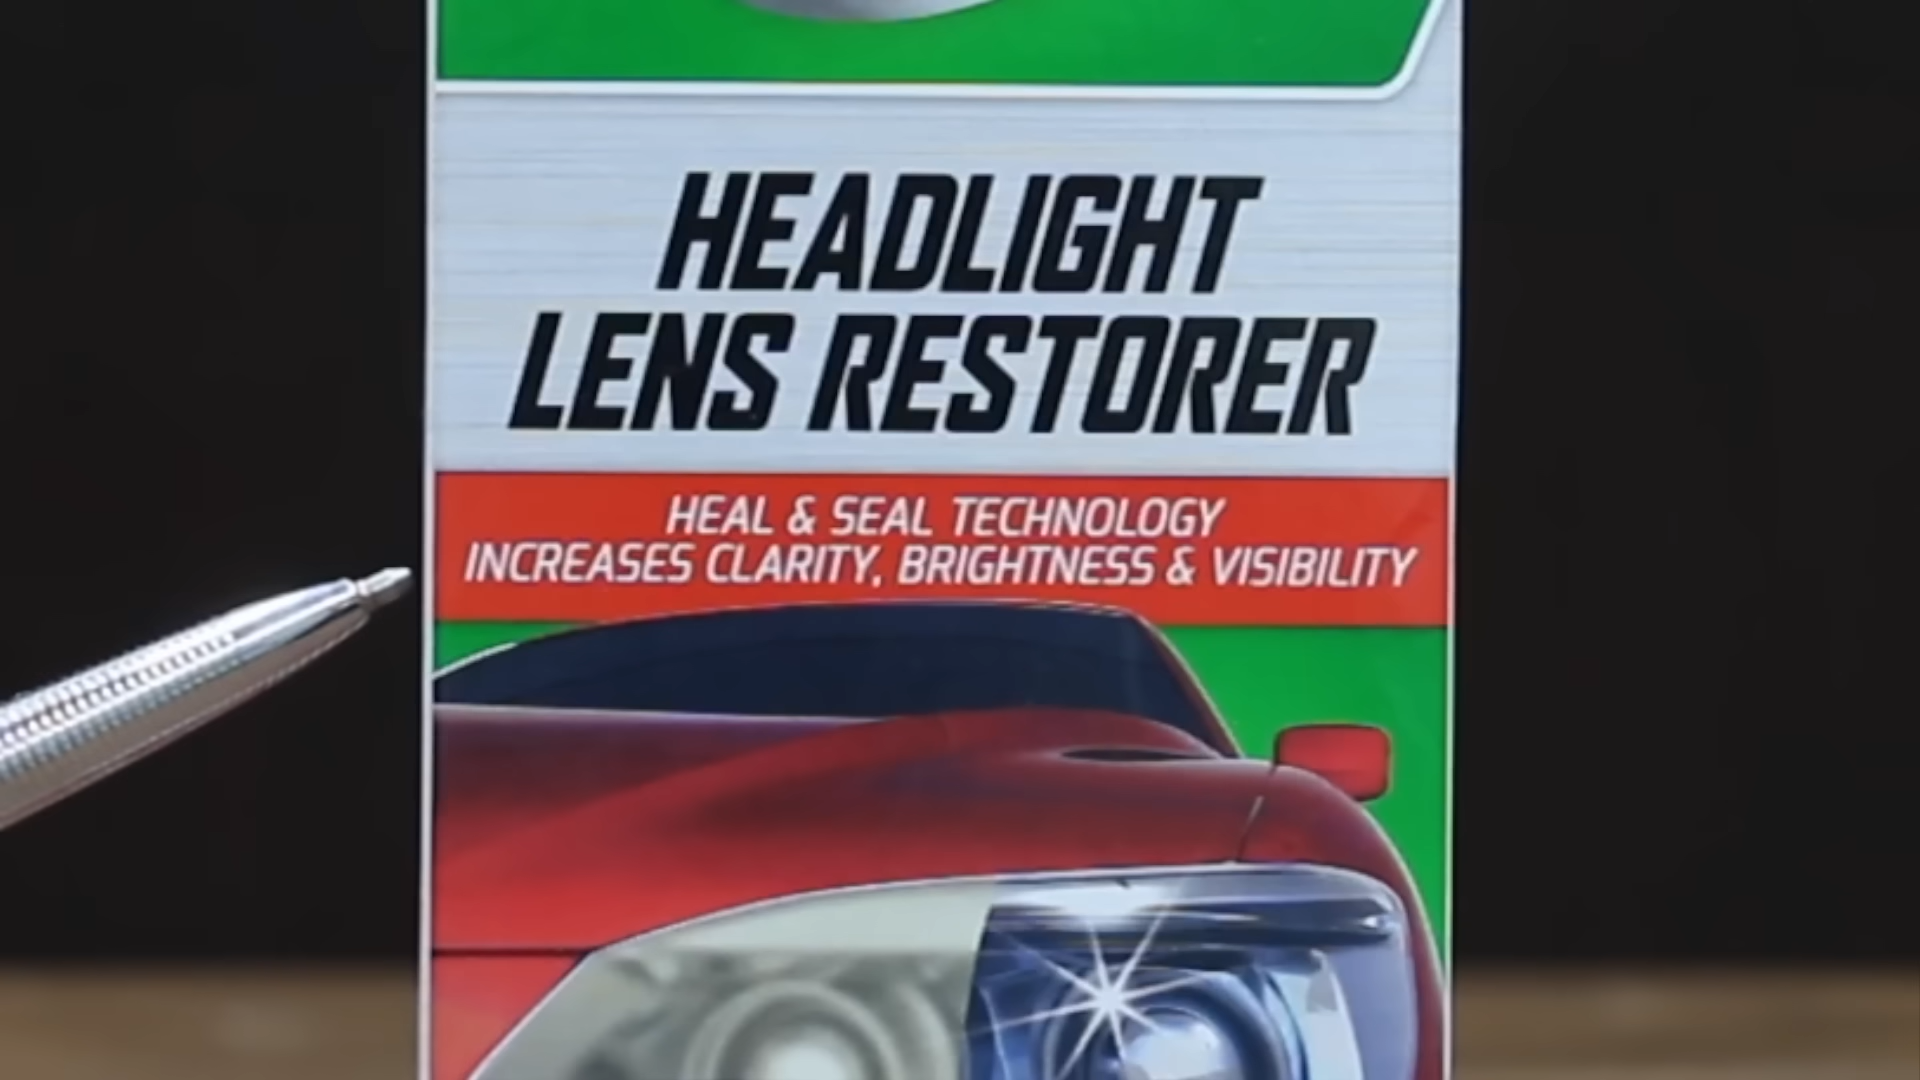 HEADLIGHT
LENS RESTORER
HEAL & SEAL TECHNOLOGY
INCREASES CLARITY, BRIGHTNESS & VISIBILITY